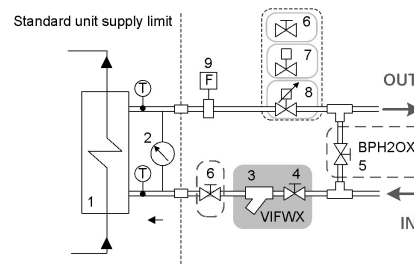 Standard unit supply limit
6
9
7
F
T
8
OUT
2
BPH2OX
5
T
6
3
4
1
VIFWX
IN